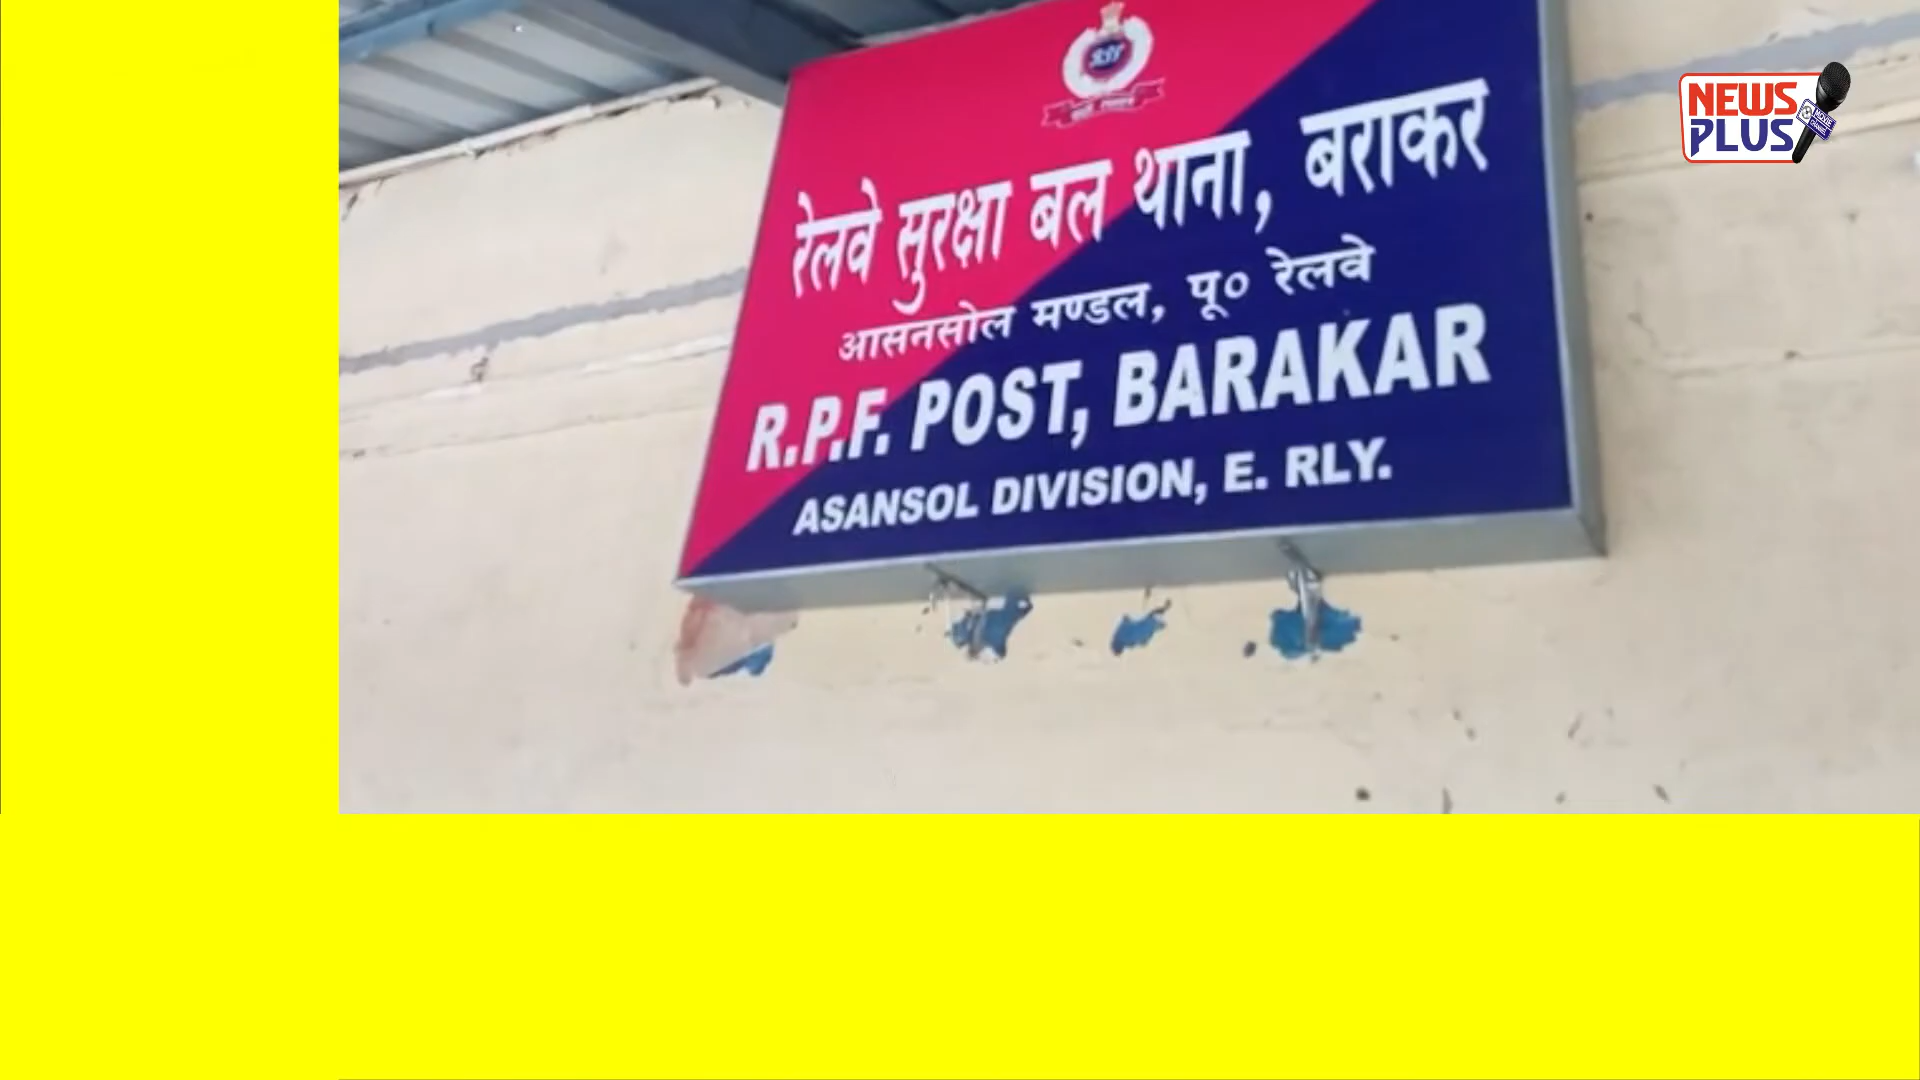 रेलवे सुरक्षा बल थाना, बराकर
आसनसोल मण्डल, पू० रेलवे
R.P.F. POST, BARAKAR
ASANSOL DIVISION, E. RLY.
NEWS
PLUS